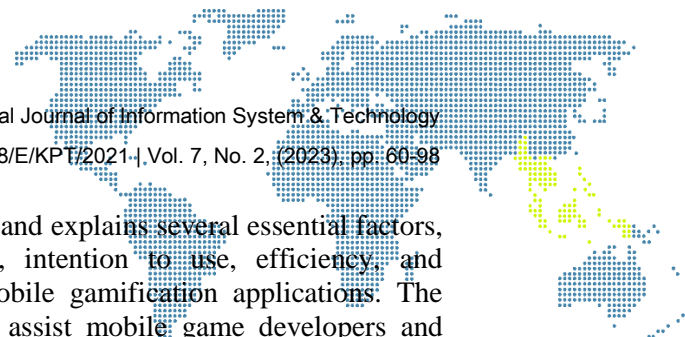 al Journal of Information System & Technology
8/E/KPT/2021 | Vol. 7, No. 2, (2023), pp. 60-98
and explains several essential factors,
, intention to use, efficiency, and
obile gamification applications. The
assist mobile game developers and